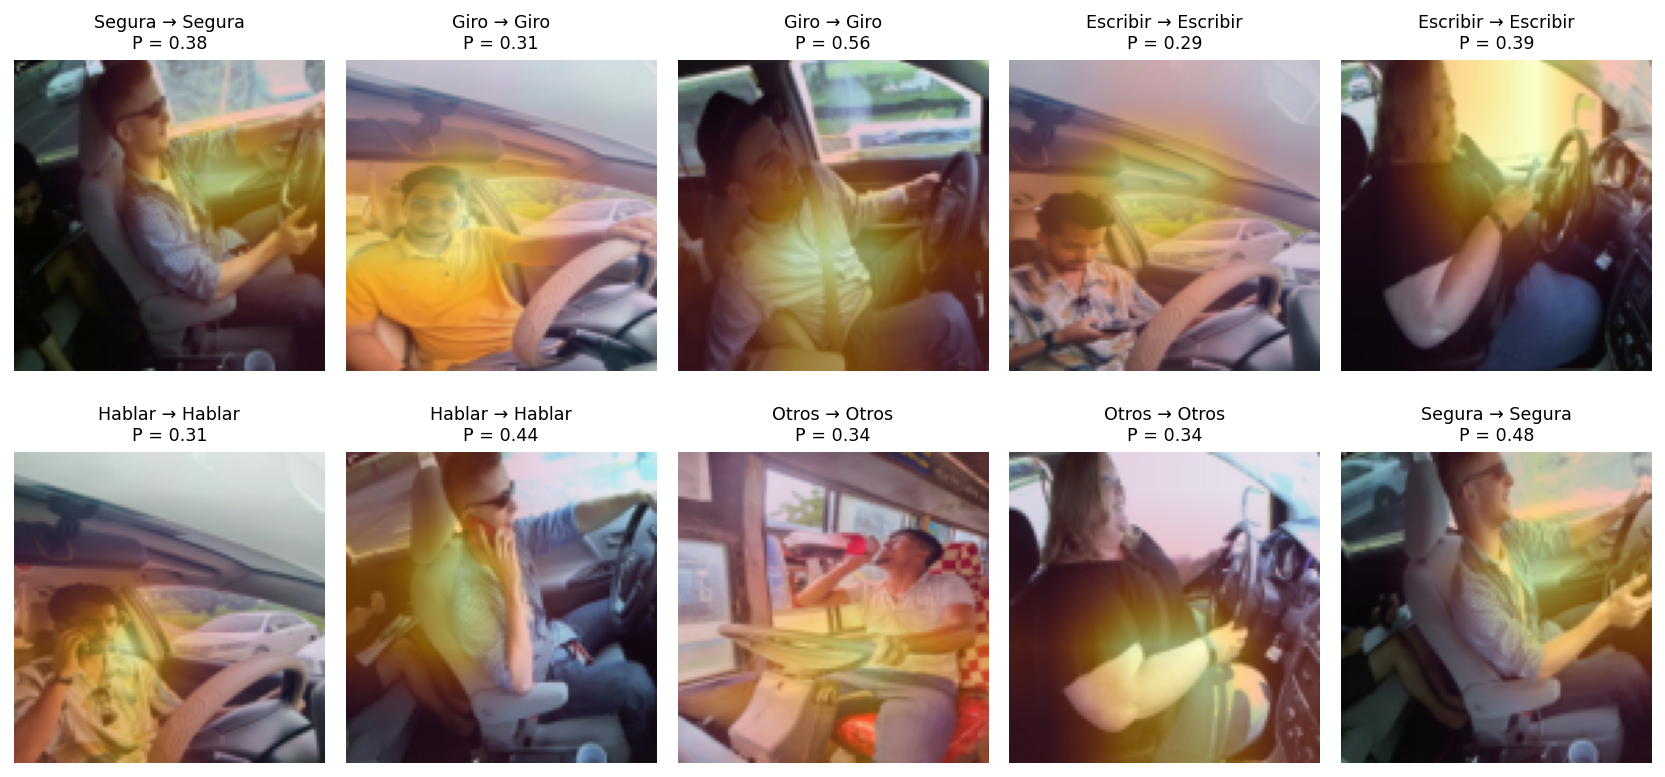 Segura → Segura
P = 0.38
Giro → Giro
P = 0.31
Giro → Giro
P = 0.56
Escribir → Escribir
P = 0.29
Escribir → Escribir
P = 0.39
Hablar → Hablar
P = 0.31
Hablar → Hablar
P = 0.44
Otros → Otros
P = 0.34
Otros → Otros
P = 0.34
Segura → Segura
P = 0.48